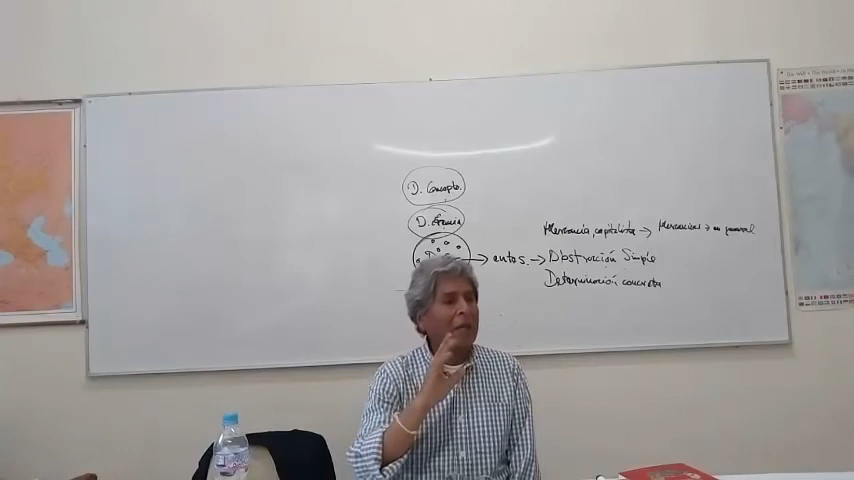 D. Concepto.
D. Esencia
Mercancía capitalista → Mercancías → en general
→ entes. → Abstracción Simple
Determinación concreta